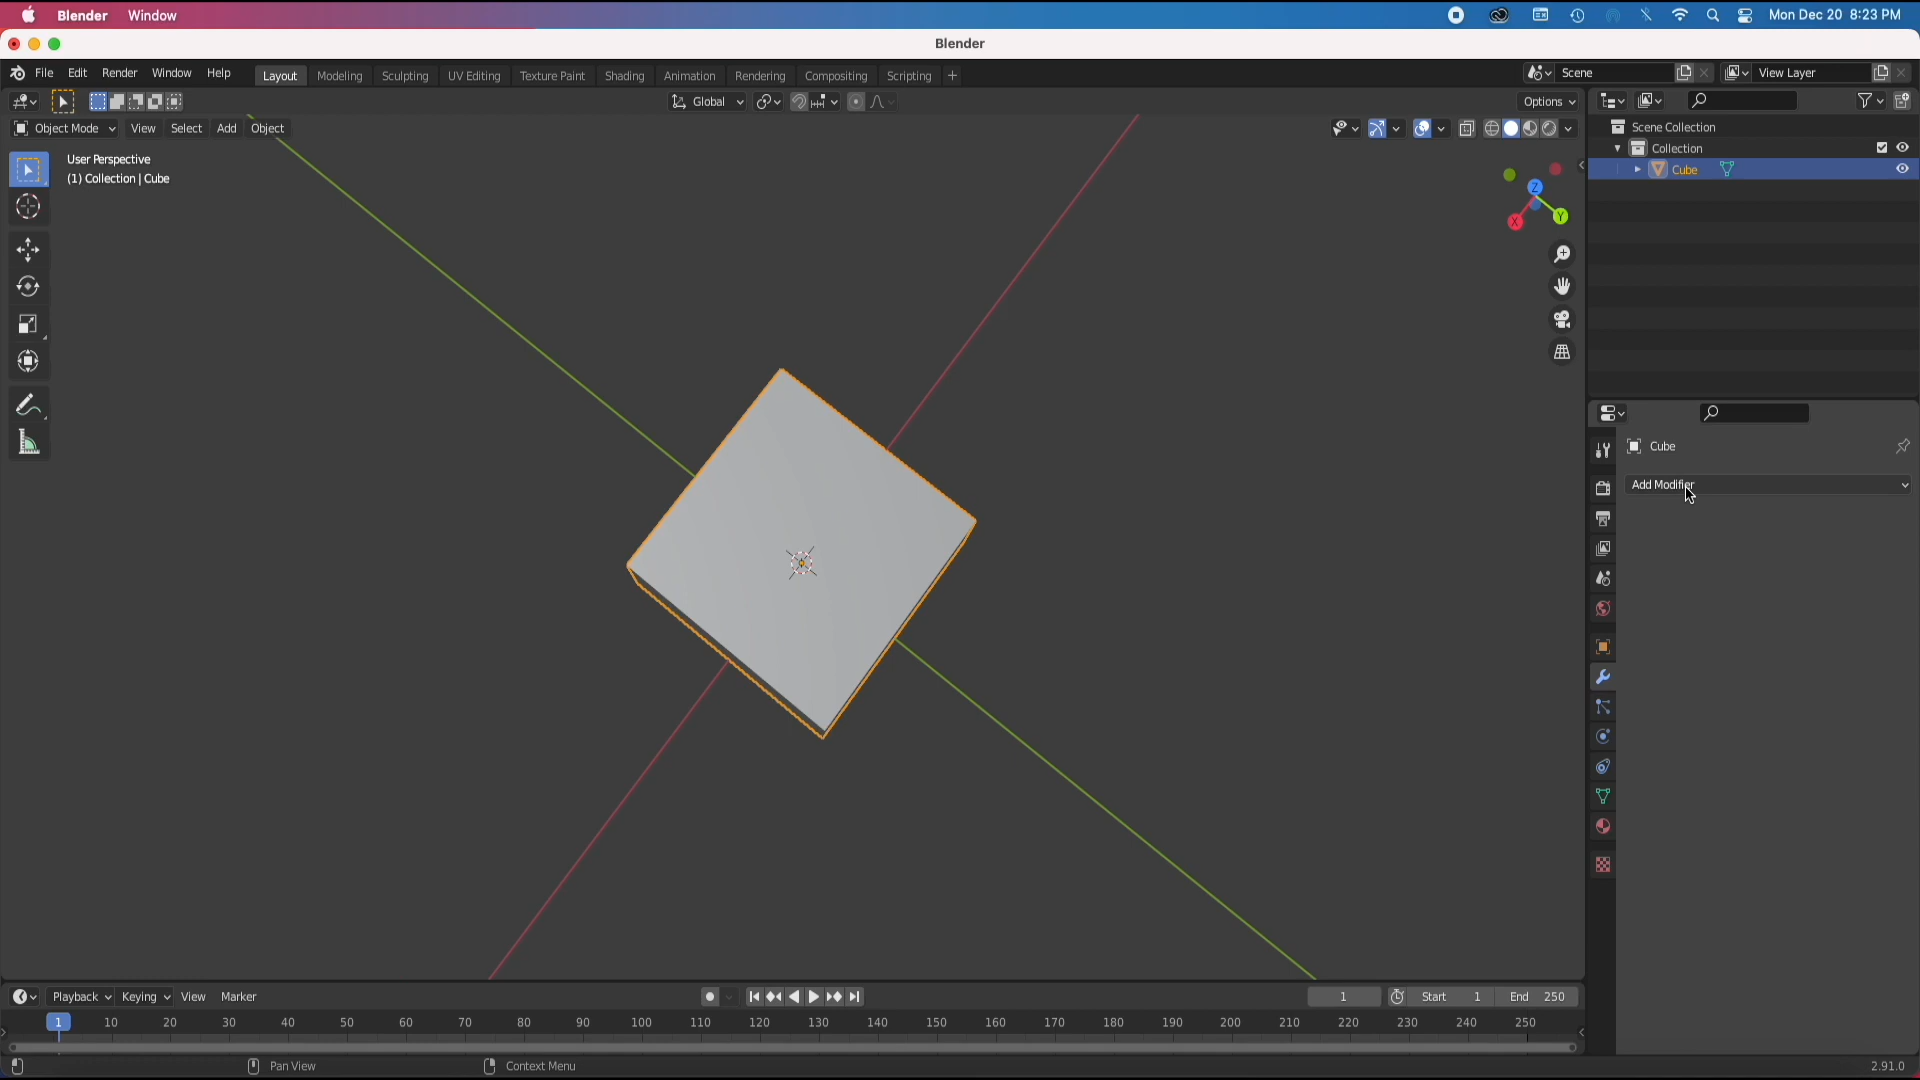 Blender Window Mon Dec 20 8:23 PM
Blender
File Edit Render Window Help Layout Modeling Sculpting UV Editing Texture Paint Shading Animation Rendering Compositing Scripting + Scene View Layer
Global Options
Object Mode View Select Add Object
User Perspective
(1) Collection | Cube
Z
X Y
Scene Collection
Collection
Cube
Cube
Add Modifier
Playback Keying View Marker 1 Start 1 End 250
1 10 20 30 40 50 60 70 80 90 100 110 120 130 140 150 160 170 180 190 200 210 220 230 240 250
Pan View Context Menu 2.91.0